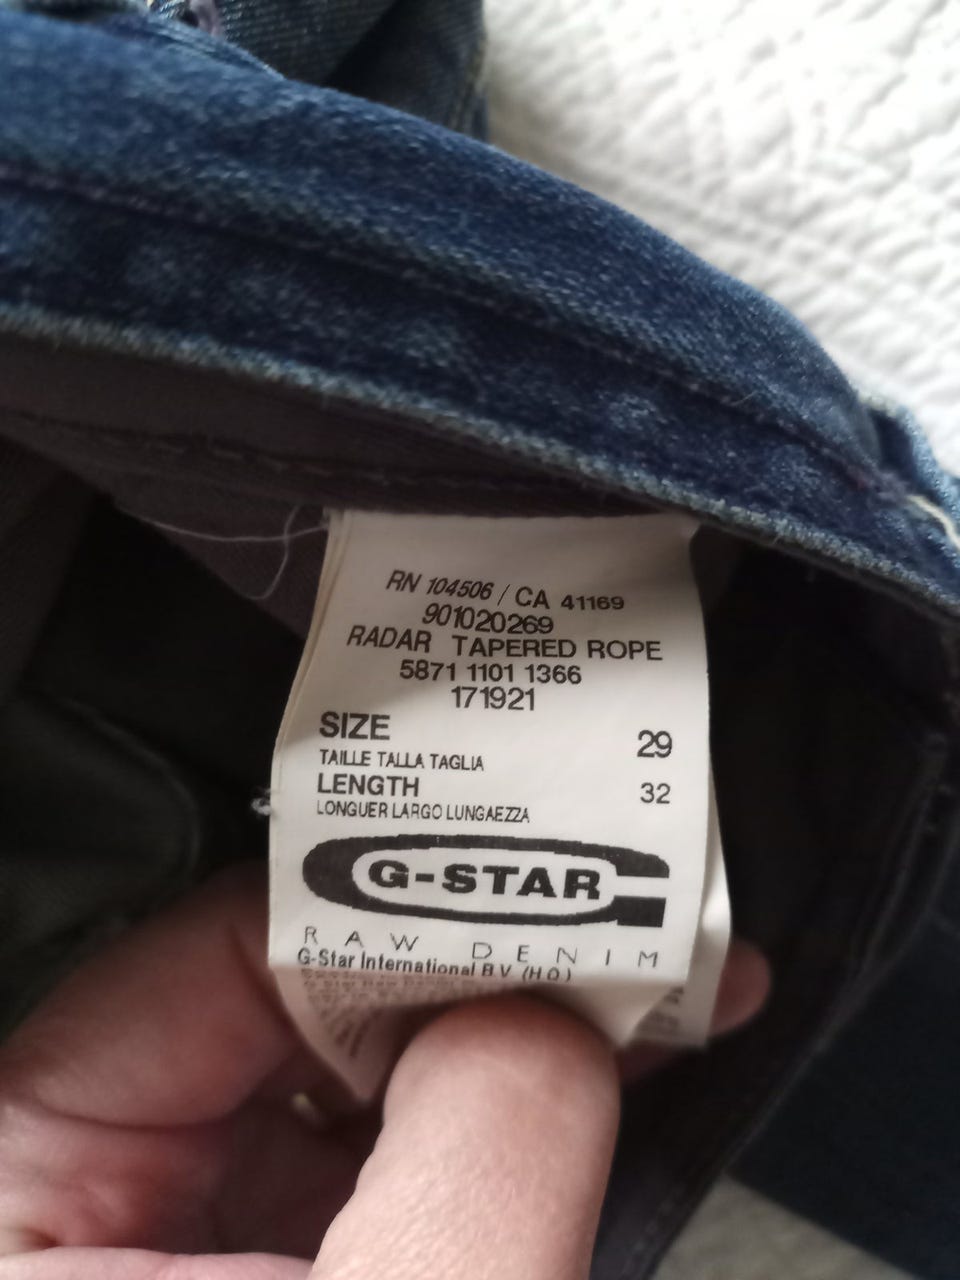 RN 104506 / CA 41169
901020269
RADAR TAPERED ROPE
5871 1101 1366
171921
SIZE 29
TAILLE TALLA TAGLIA
LENGTH 32
LONGUER LARGO LUNGAEZZA
G-STAR
RAW DENIM
G-Star International B.V. (H.Q.)